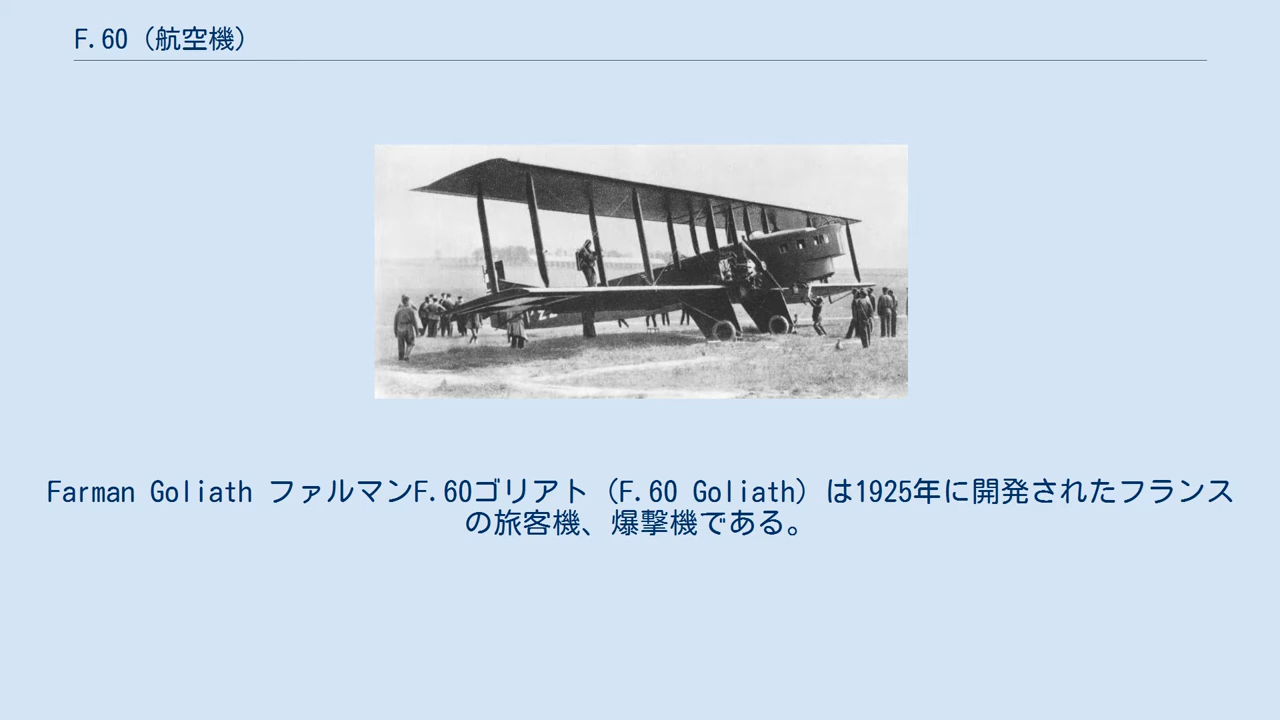 F.60（航空機）
Farman Goliath ファルマンF.60ゴリアト（F.60 Goliath）は1925年に開発されたフランス
の旅客機、爆撃機である。